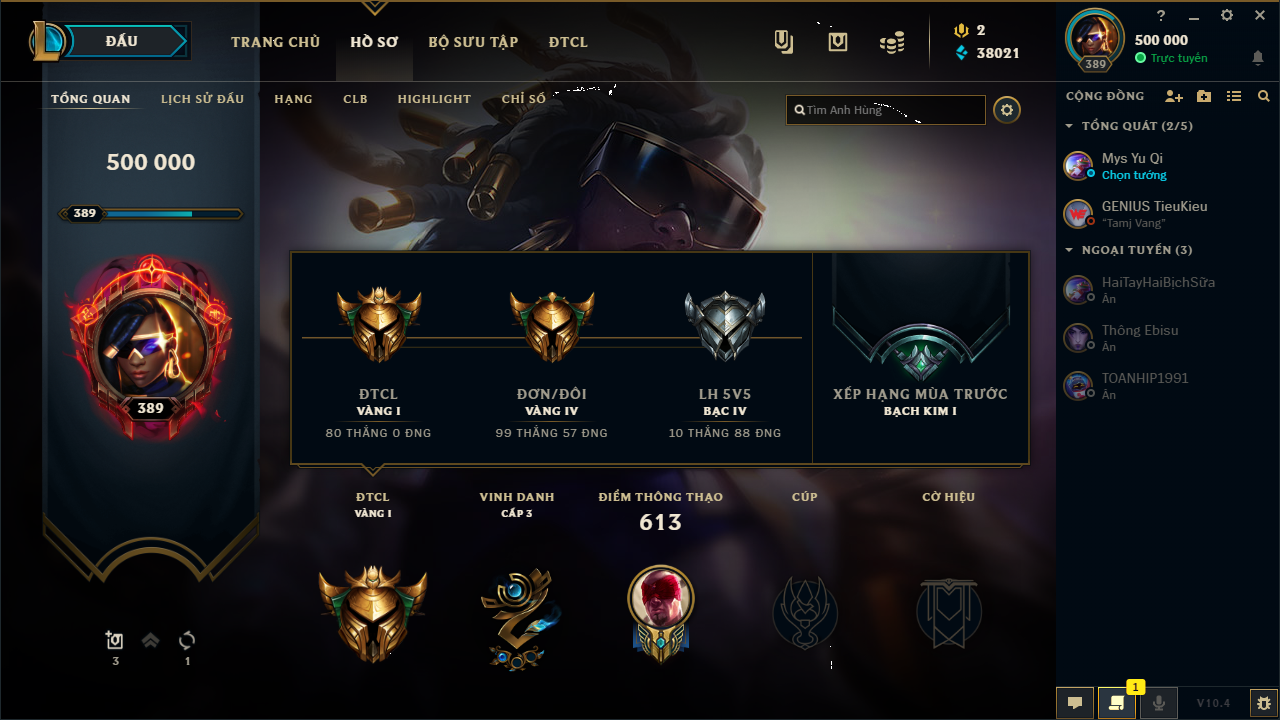 ĐẤU
TRANG CHỦ
HỒ SƠ
BỘ SƯU TẬP
ĐTCL
2
38021
?
500 000
Trực tuyến
389
TỔNG QUAN
LỊCH SỬ ĐẤU
HẠNG
CLB
HIGHLIGHT
CHỈ SỐ
Tìm Anh Hùng
CỘNG ĐỒNG
TỔNG QUÁT (2/5)
Mys Yu Qi
Chọn tướng
GENIUS TieuKieu
"Tamj Vang"
NGOẠI TUYẾN (3)
HaiTayHaiBịchSữa
Ẩn
Thông Ebisu
Ẩn
TOANHIP1991
Ẩn
500 000
389
389
ĐTCL
VÀNG I
80 THẮNG 0 ĐNG
ĐƠN/ĐÔI
VÀNG IV
99 THẮNG 57 ĐNG
LH 5V5
BẠC IV
10 THẮNG 88 ĐNG
XẾP HẠNG MÙA TRƯỚC
BẠCH KIM I
ĐTCL
VÀNG I
VINH DANH
CẤP 3
ĐIỂM THÔNG THẠO
613
CÚP
CỜ HIỆU
3
1
1
V10.4